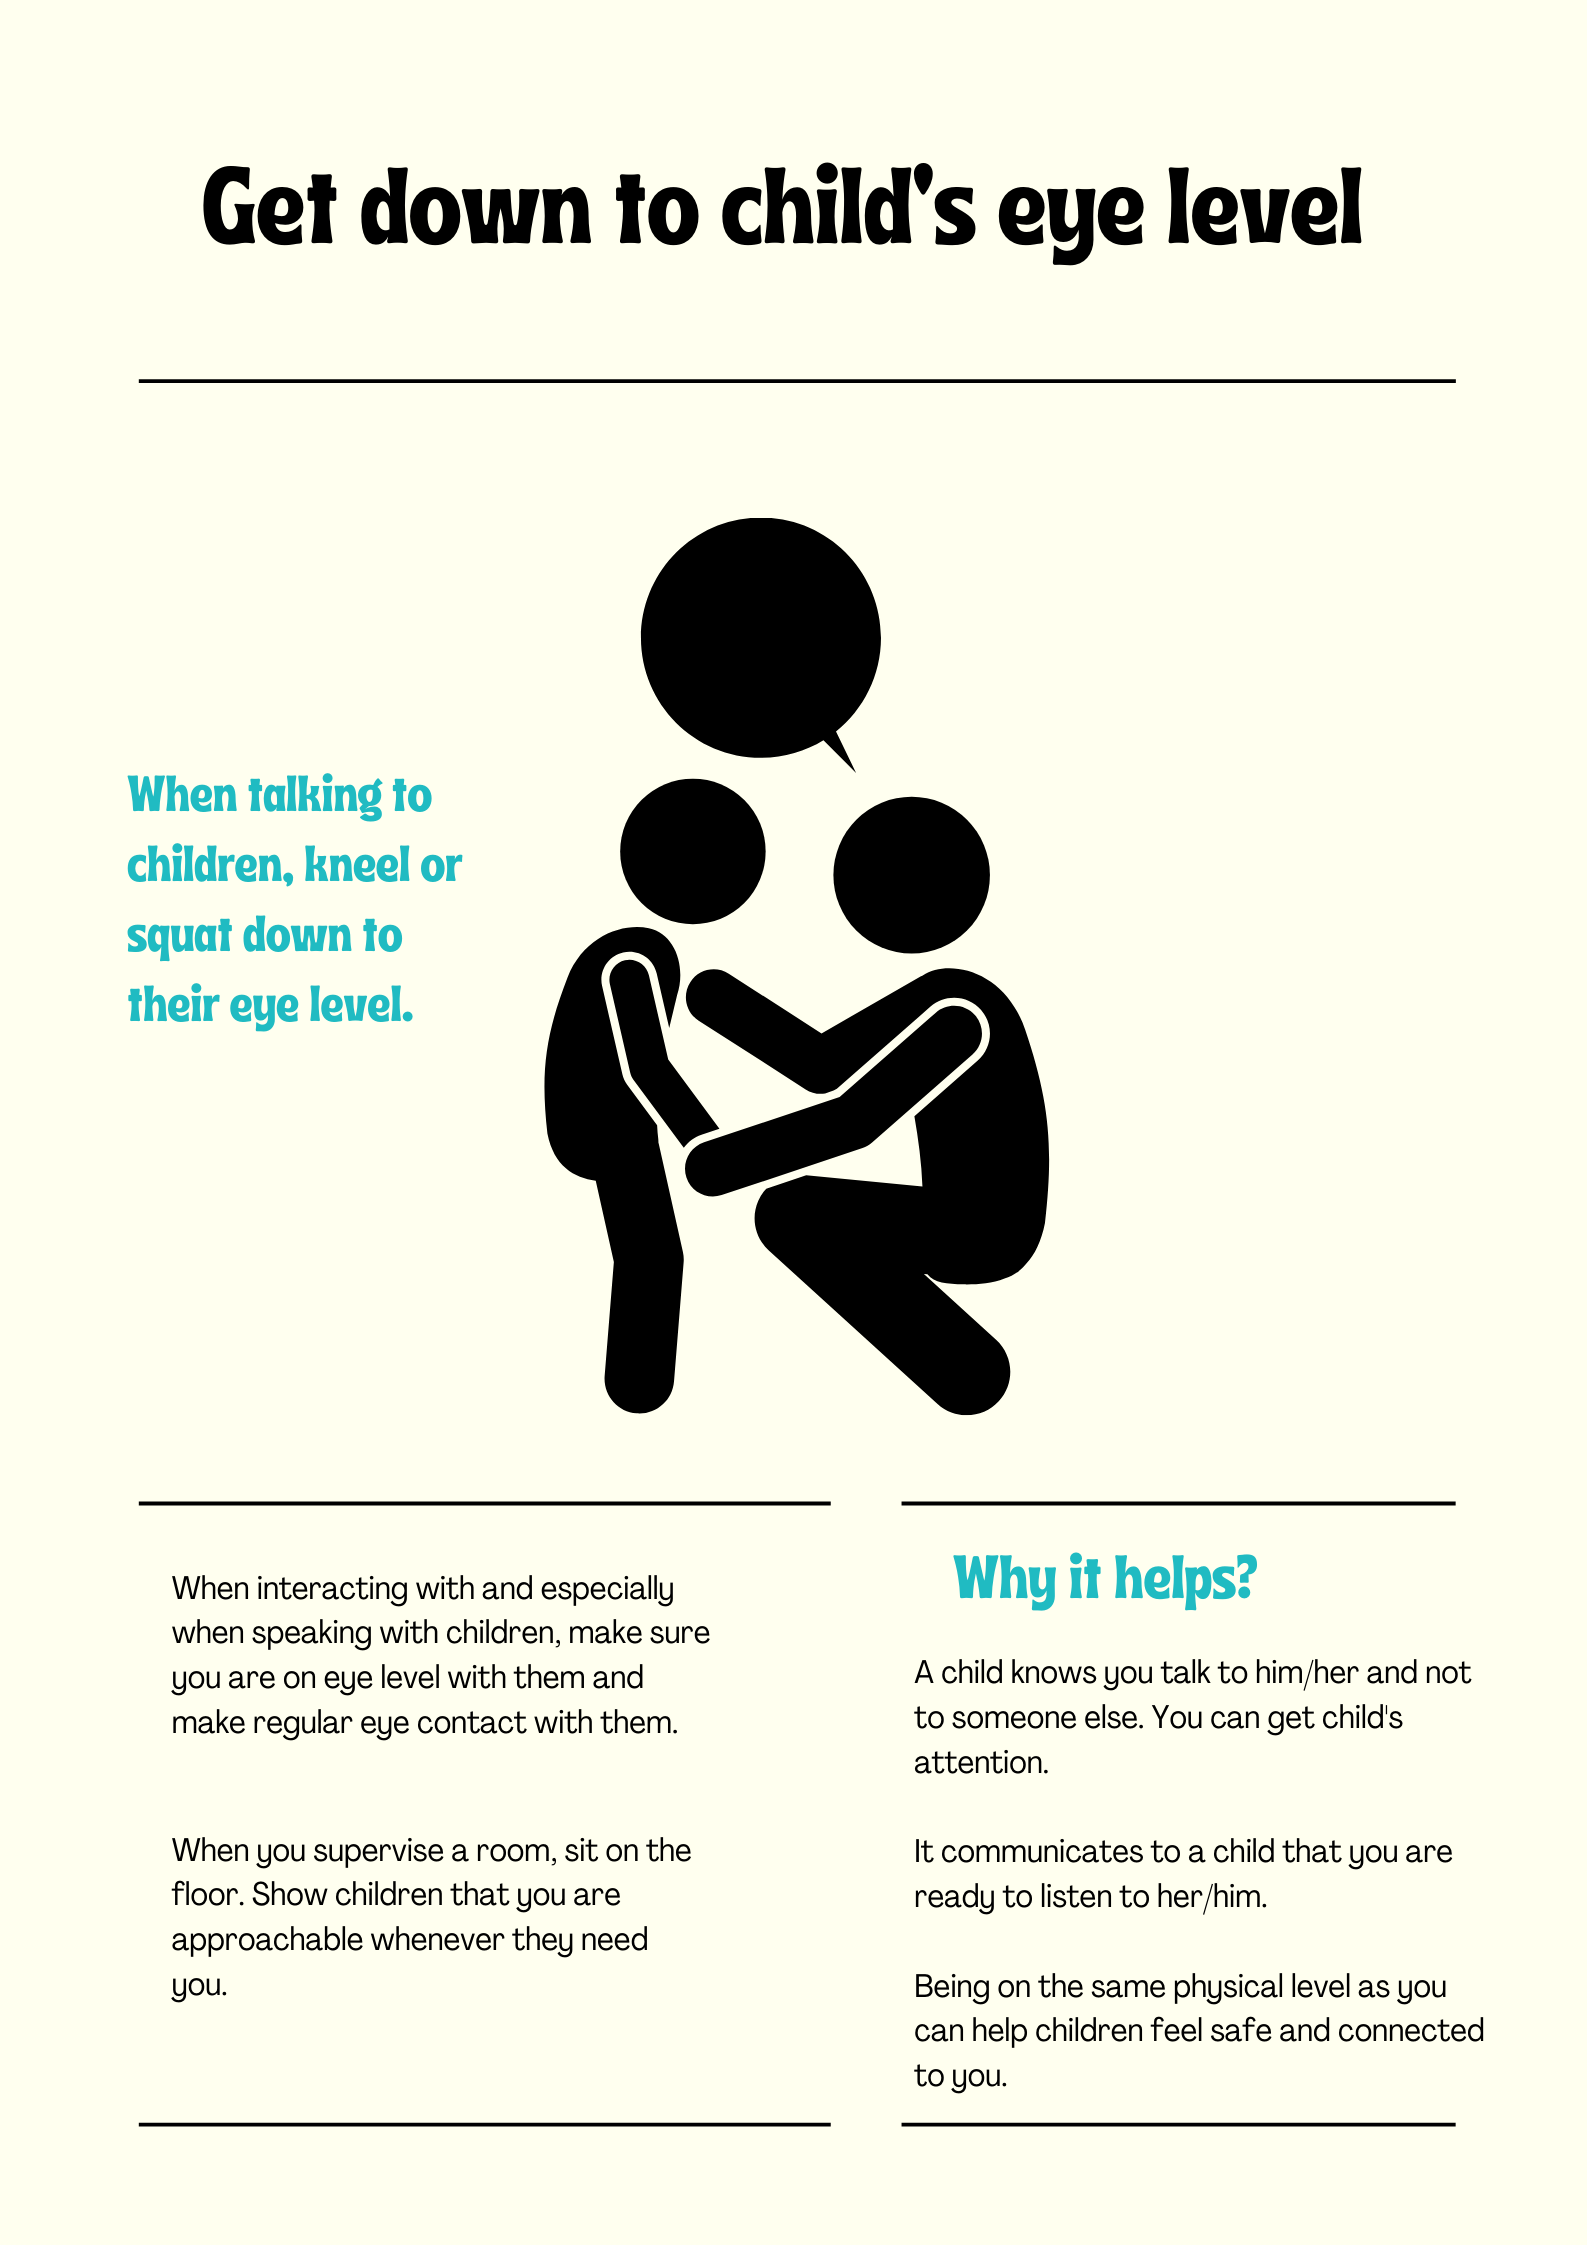 Get down to child's eye level
When talking to
children, kneel or
squat down to
their eye level.
When interacting with and especially
when speaking with children, make sure
you are on eye level with them and
make regular eye contact with them.
When you supervise a room, sit on the
floor. Show children that you are
approachable whenever they need
you.
Why it helps?
A child knows you talk to him/her and not
to someone else. You can get child's
attention.
It communicates to a child that you are
ready to listen to her/him.
Being on the same physical level as you
can help children feel safe and connected
to you.